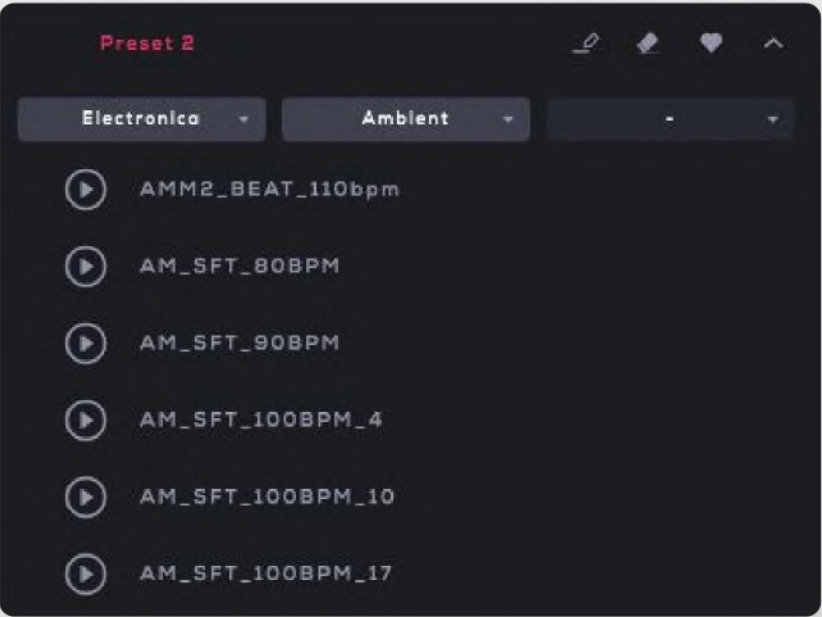 Preset 2
Electronica Ambient -
AMM2_BEAT_110bpm
AM_SFT_80BPM
AM_SFT_90BPM
AM_SFT_100BPM_4
AM_SFT_100BPM_10
AM_SFT_100BPM_17